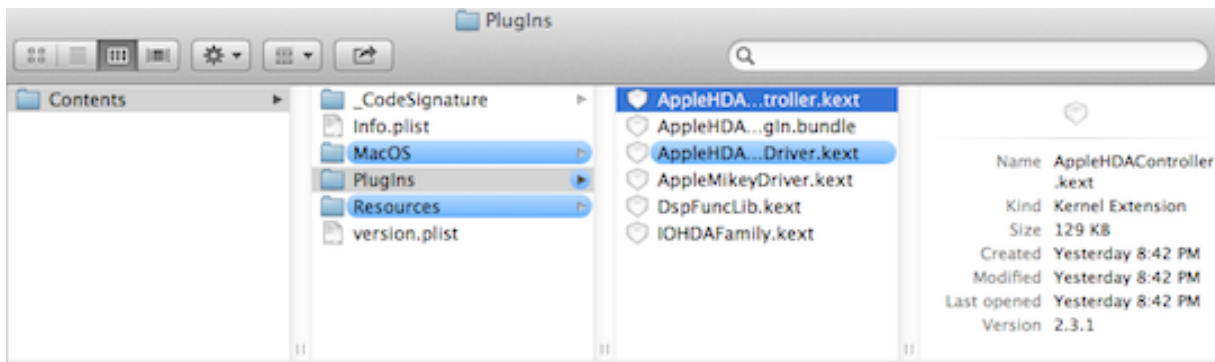 PlugIns
Contents
_CodeSignature
Info.plist
MacOS
PlugIns
Resources
version.plist
AppleHDA...troller.kext
AppleHDA...gIn.bundle
AppleHDA...Driver.kext
AppleMikeyDriver.kext
DspFuncLib.kext
IOHDAFamily.kext
Name AppleHDAController
.kext
Kind Kernel Extension
Size 129 KB
Created Yesterday 8:42 PM
Modified Yesterday 8:42 PM
Last opened Yesterday 8:42 PM
Version 2.3.1